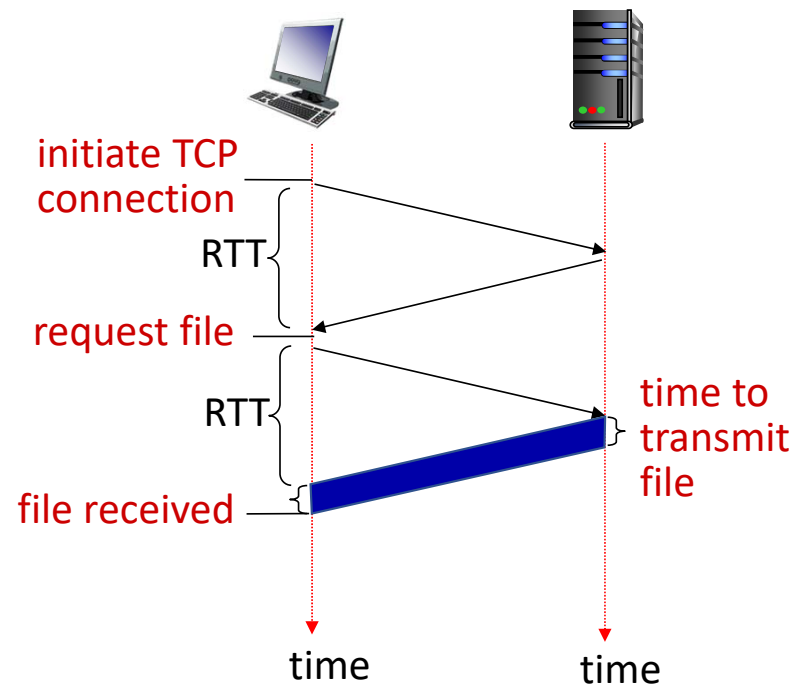 initiate TCP
connection
RTT
request file
RTT
time to
transmit
file
file received
time
time